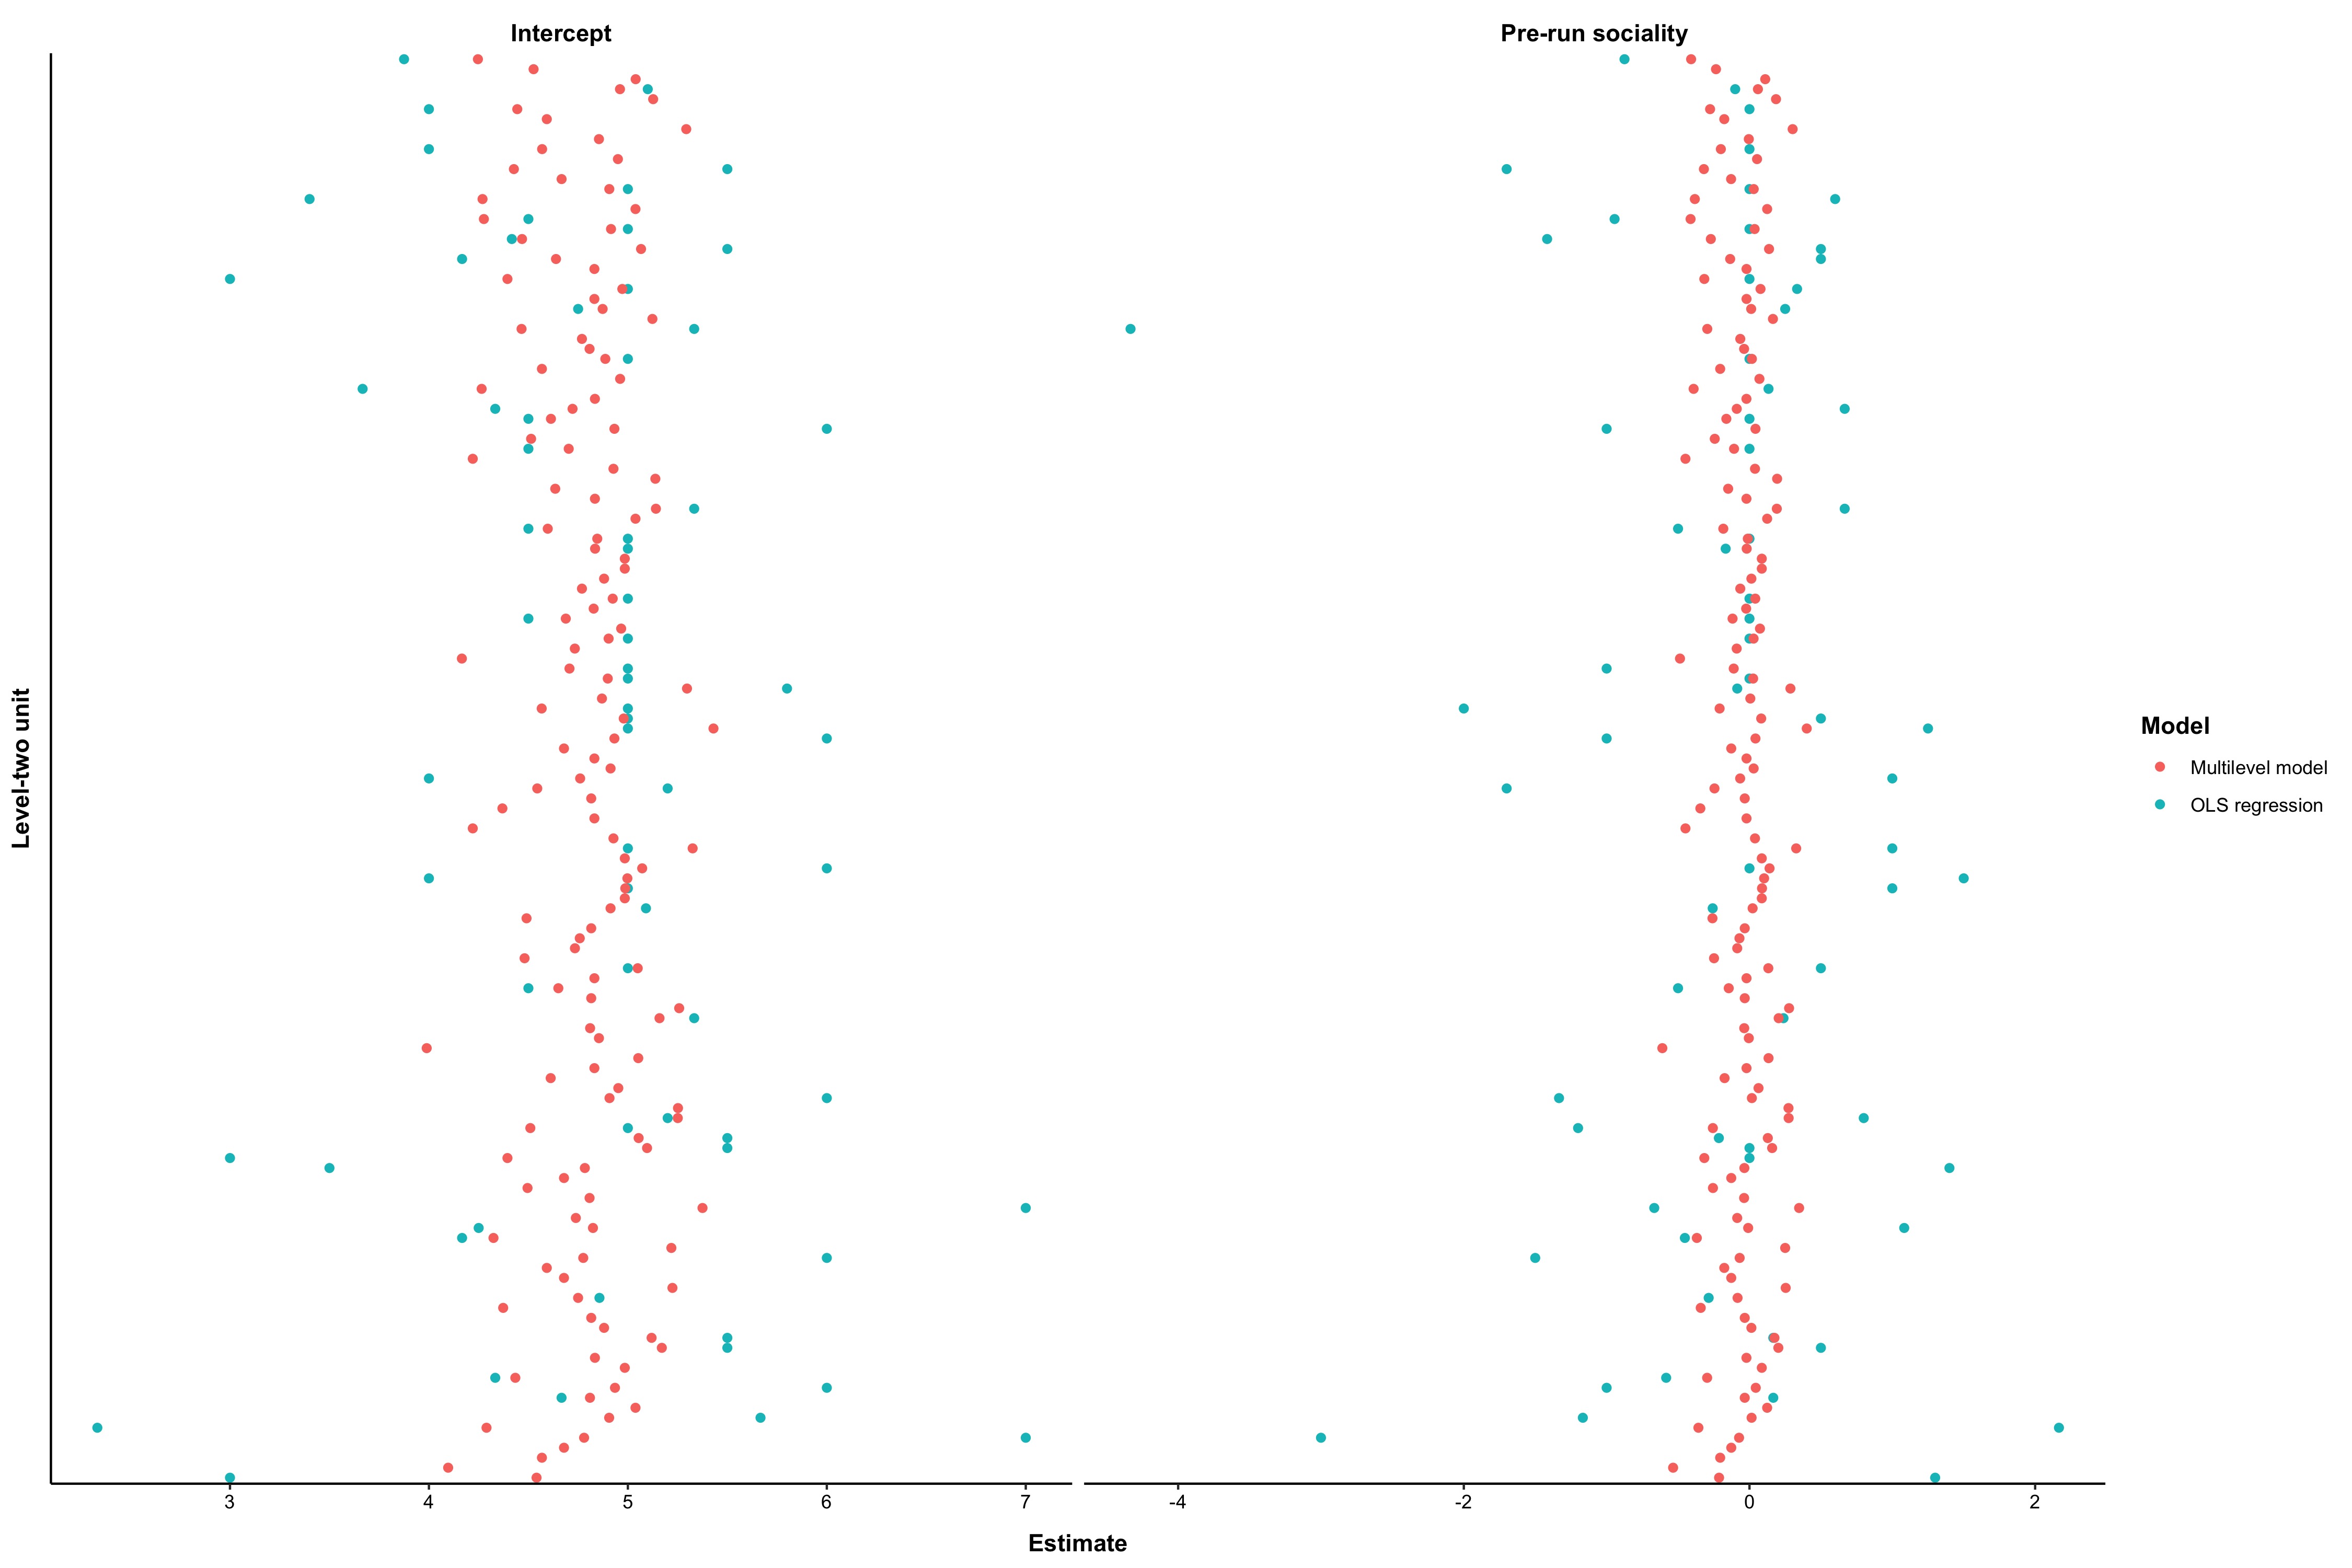 Intercept
Pre-run sociality
Level-two unit
Model
Multilevel model
OLS regression
3 4 5 6 7 -4 -2 0 2
Estimate